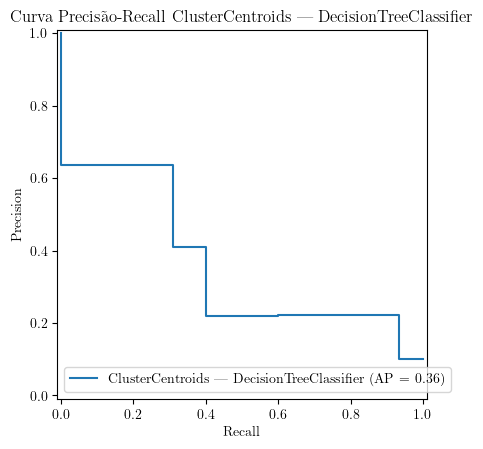 Curva Precisão-Recall ClusterCentroids — DecisionTreeClassifier
1.0
0.8
0.6
0.4
0.2
0.0
Precision
ClusterCentroids — DecisionTreeClassifier (AP = 0.36)
0.0 0.2 0.4 0.6 0.8 1.0
Recall